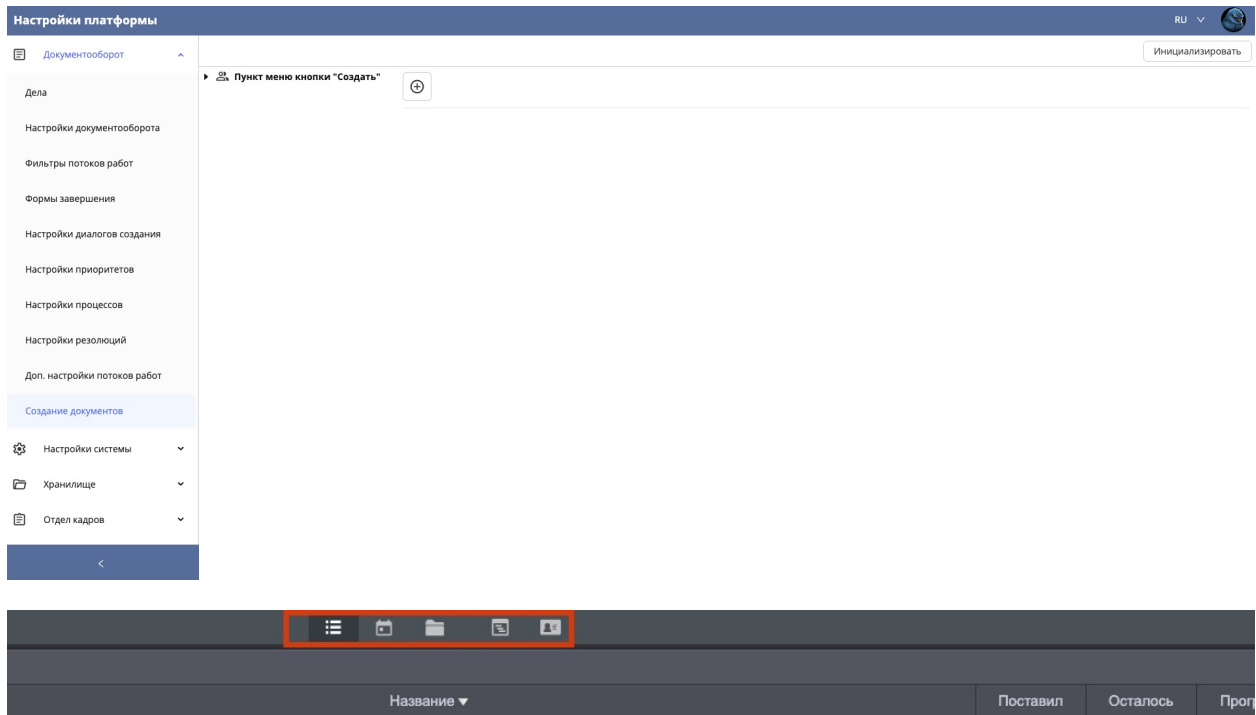 Настройки платформы
RU
Документооборот
Инициализировать
Пункт меню кнопки "Создать"
Дела
Настройки документооборота
Фильтры потоков работ
Формы завершения
Настройки диалогов создания
Настройки приоритетов
Настройки процессов
Настройки резолюций
Доп. настройки потоков работ
Создание документов
Настройки системы
Хранилище
Отдел кадров
Название
Поставил
Осталось